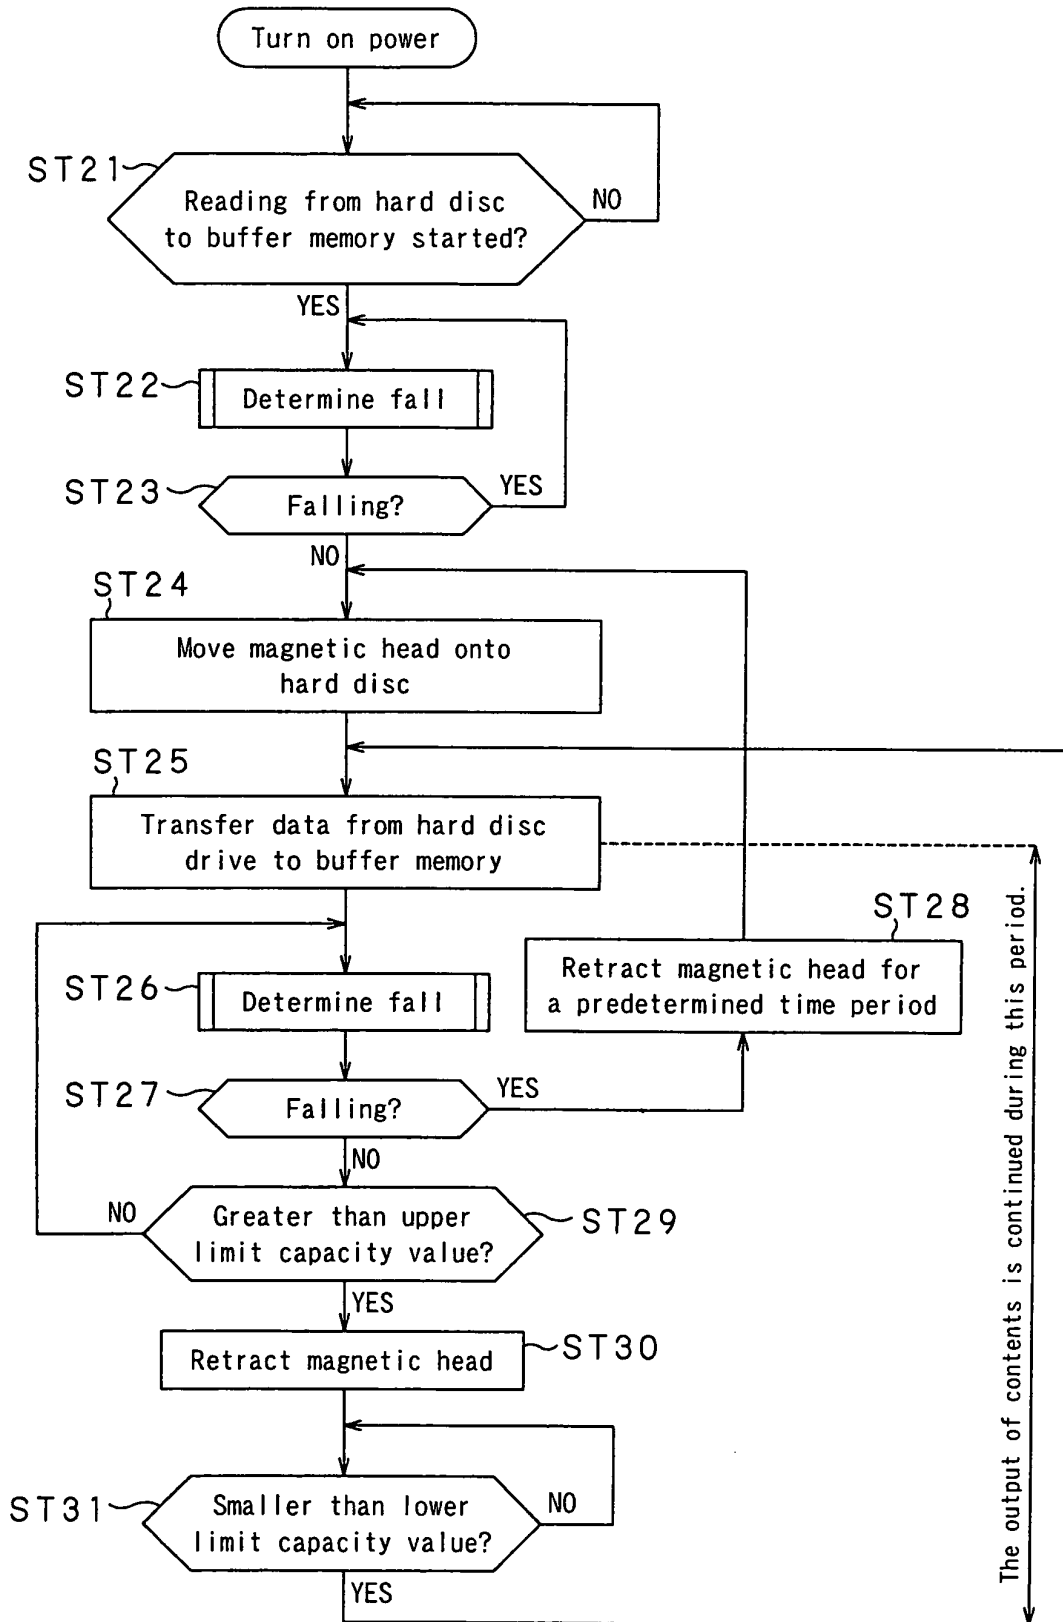 Turn on power
ST21
Reading from hard disc
to buffer memory started?
NO
YES
ST22
Determine fall
ST23
Falling?
YES
NO
ST24
Move magnetic head onto
hard disc
ST25
Transfer data from hard disc
drive to buffer memory
ST28
Retract magnetic head for
a predetermined time period
ST26
Determine fall
ST27
Falling?
YES
NO
NO
Greater than upper
limit capacity value?
ST29
YES
Retract magnetic head
ST30
ST31
Smaller than lower
limit capacity value?
NO
YES
The output of contents is continued during this period.